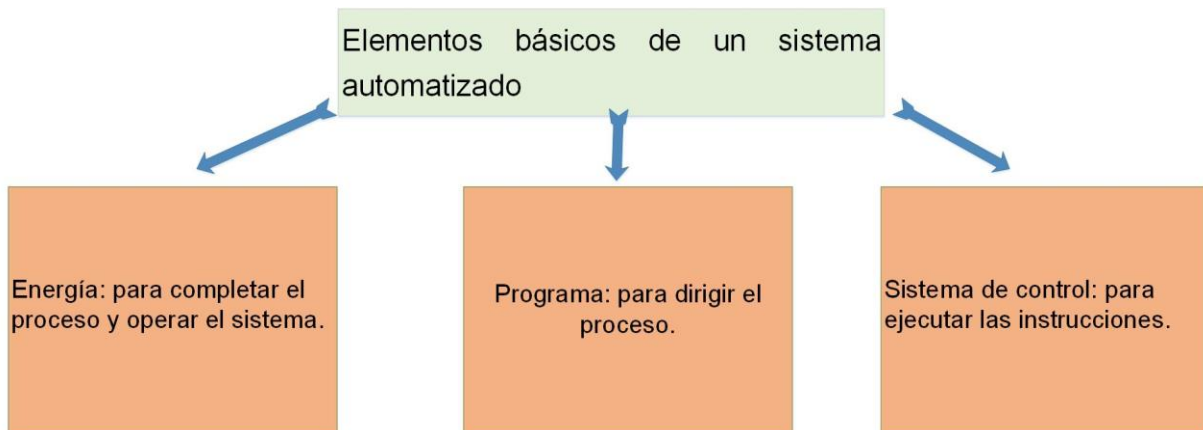 Elementos básicos de un sistema
automatizado
Energía: para completar el
proceso y operar el sistema.
Programa: para dirigir el
proceso.
Sistema de control: para
ejecutar las instrucciones.